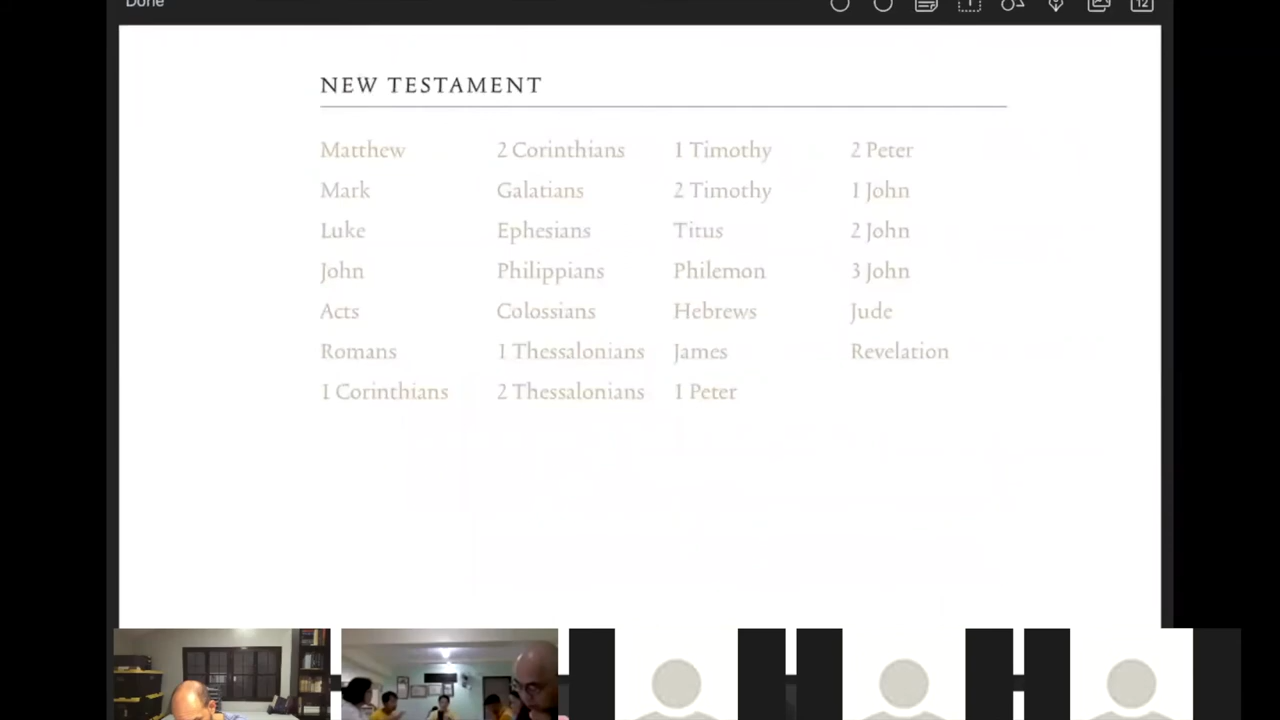 Done
12
NEW TESTAMENT
Matthew 2 Corinthians 1 Timothy 2 Peter
Mark Galatians 2 Timothy 1 John
Luke Ephesians Titus 2 John
John Philippians Philemon 3 John
Acts Colossians Hebrews Jude
Romans 1 Thessalonians James Revelation
1 Corinthians 2 Thessalonians 1 Peter